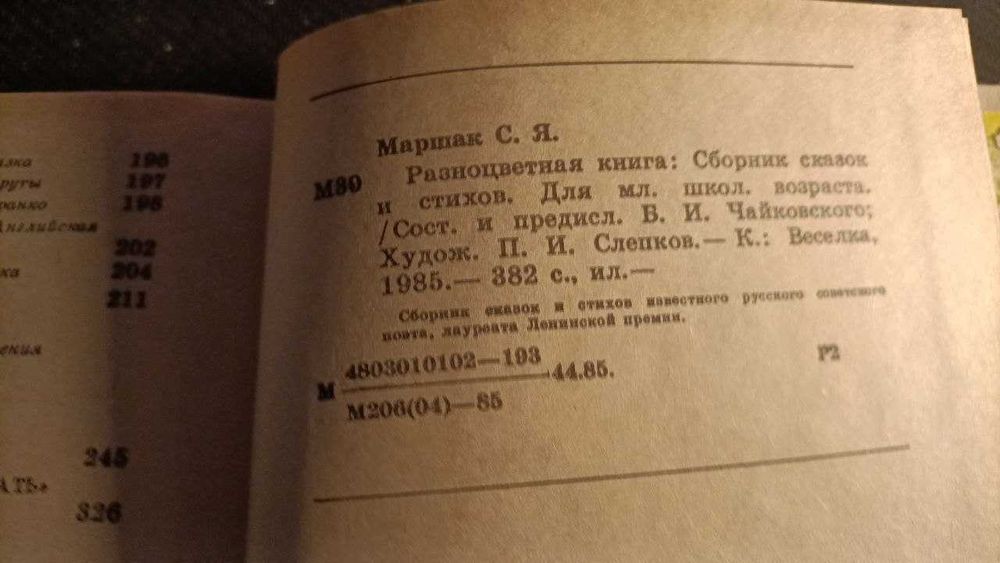 196
197
198
202
204
211
245
326
Маршак С. Я.
М30 Разноцветная книга: Сборник сказок
и стихов. Для мл. школ. возраста.
/Сост. и предисл. Б. И. Чайковского;
Худож. П. И. Слепков.— К.: Веселка,
1985.— 382 с., ил.—
Сборник сказок и стихов известного русского советского
поэта, лауреата Ленинской премии.
М 4803010102—193 44.85. Р2
М206(04)—85